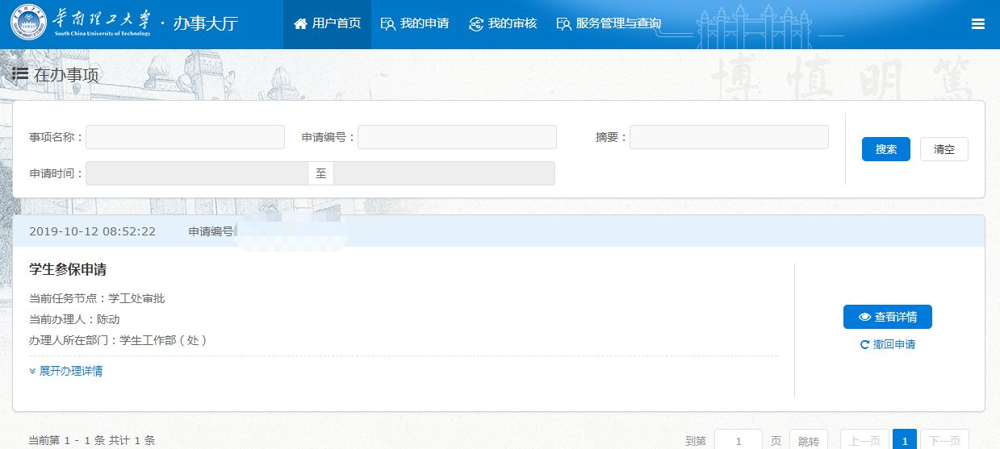 华南理工大学 · 办事大厅
South China University of Technology
用户首页 我的申请 我的审核 服务管理与查询
在办事项
博慎明篤
事项名称： 申请编号： 摘要： 搜索 清空
申请时间： 至
2019-10-12 08:52:22 申请编号
学生参保申请
当前任务节点：学工处审批
当前办理人：陈动
办理人所在部门：学生工作部（处）
查看详情
撤回申请
展开办理详情
当前第 1 - 1 条 共计 1 条 到第 1 页 跳转 上一页 1 下一页